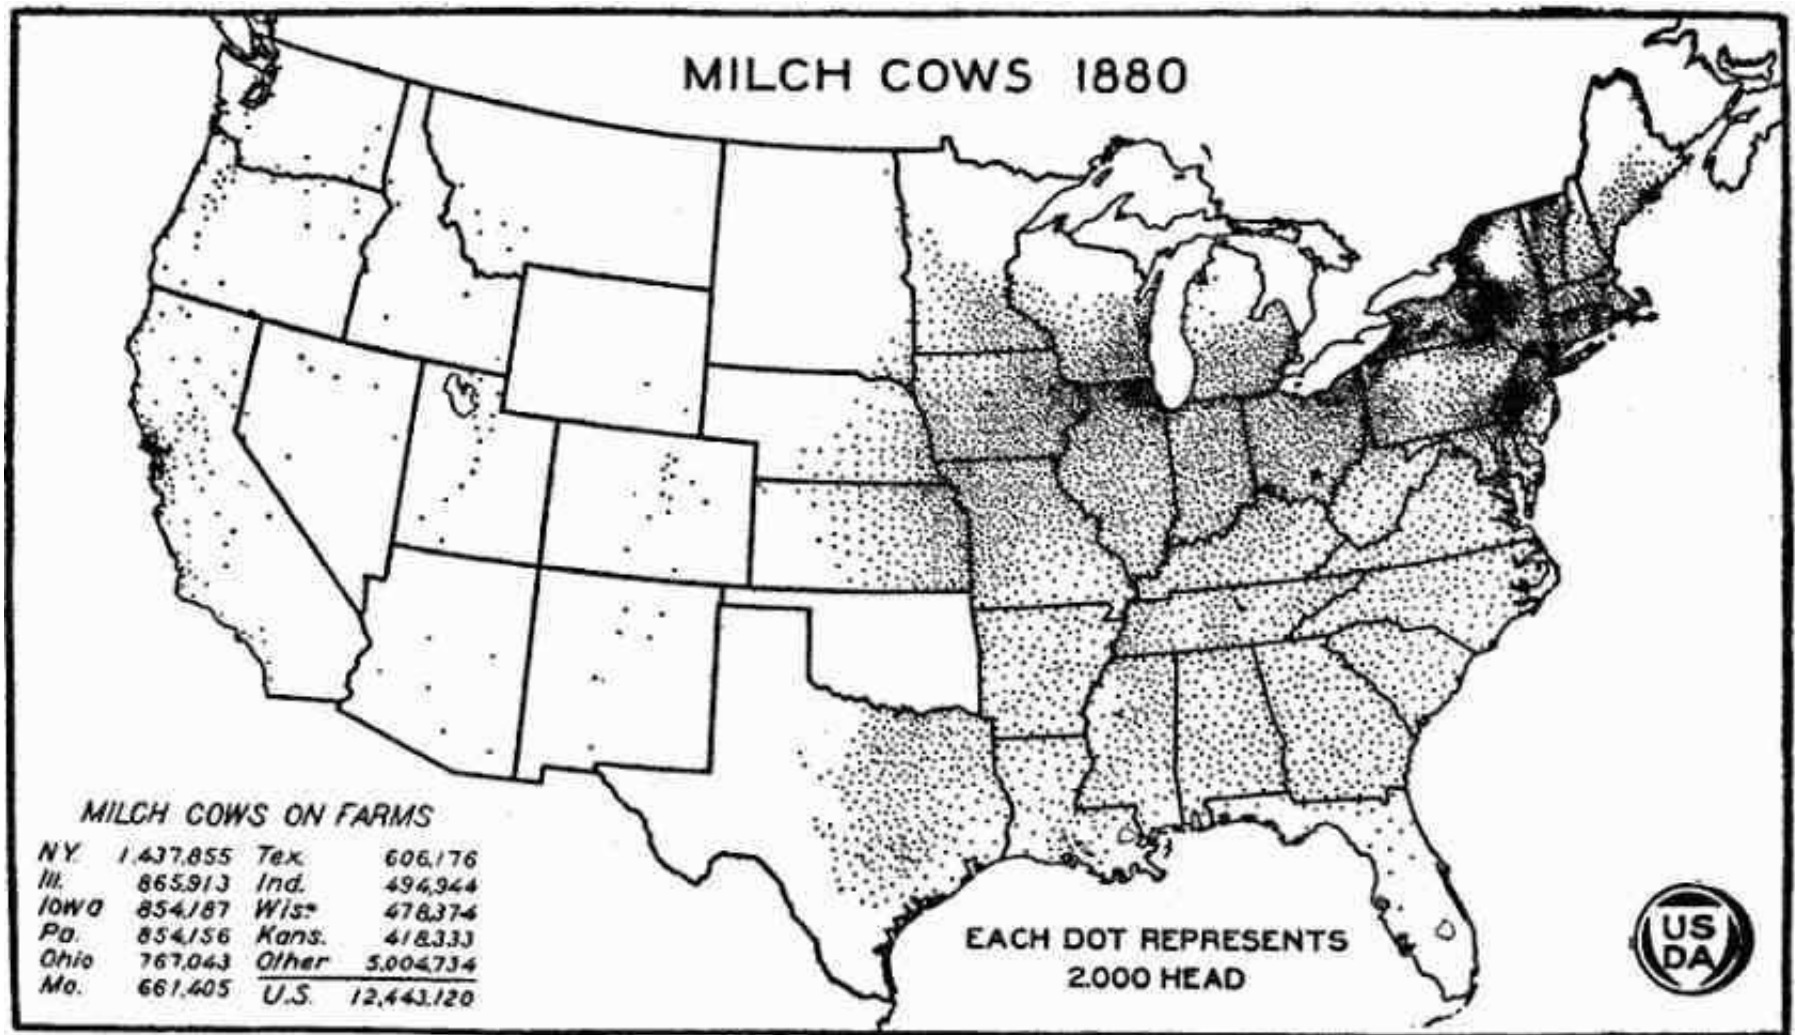 MILCH COWS 1880
MILCH COWS ON FARMS
N.Y. 1,437,855 Tex. 606,176
Ill. 865,913 Ind. 494,944
Iowa 854,187 Wis. 478,374
Pa. 854,156 Kans. 418,333
Ohio 767,043 Other 5,004,734
Mo. 661,405 U.S. 12,443,120
EACH DOT REPRESENTS
2,000 HEAD
US
DA